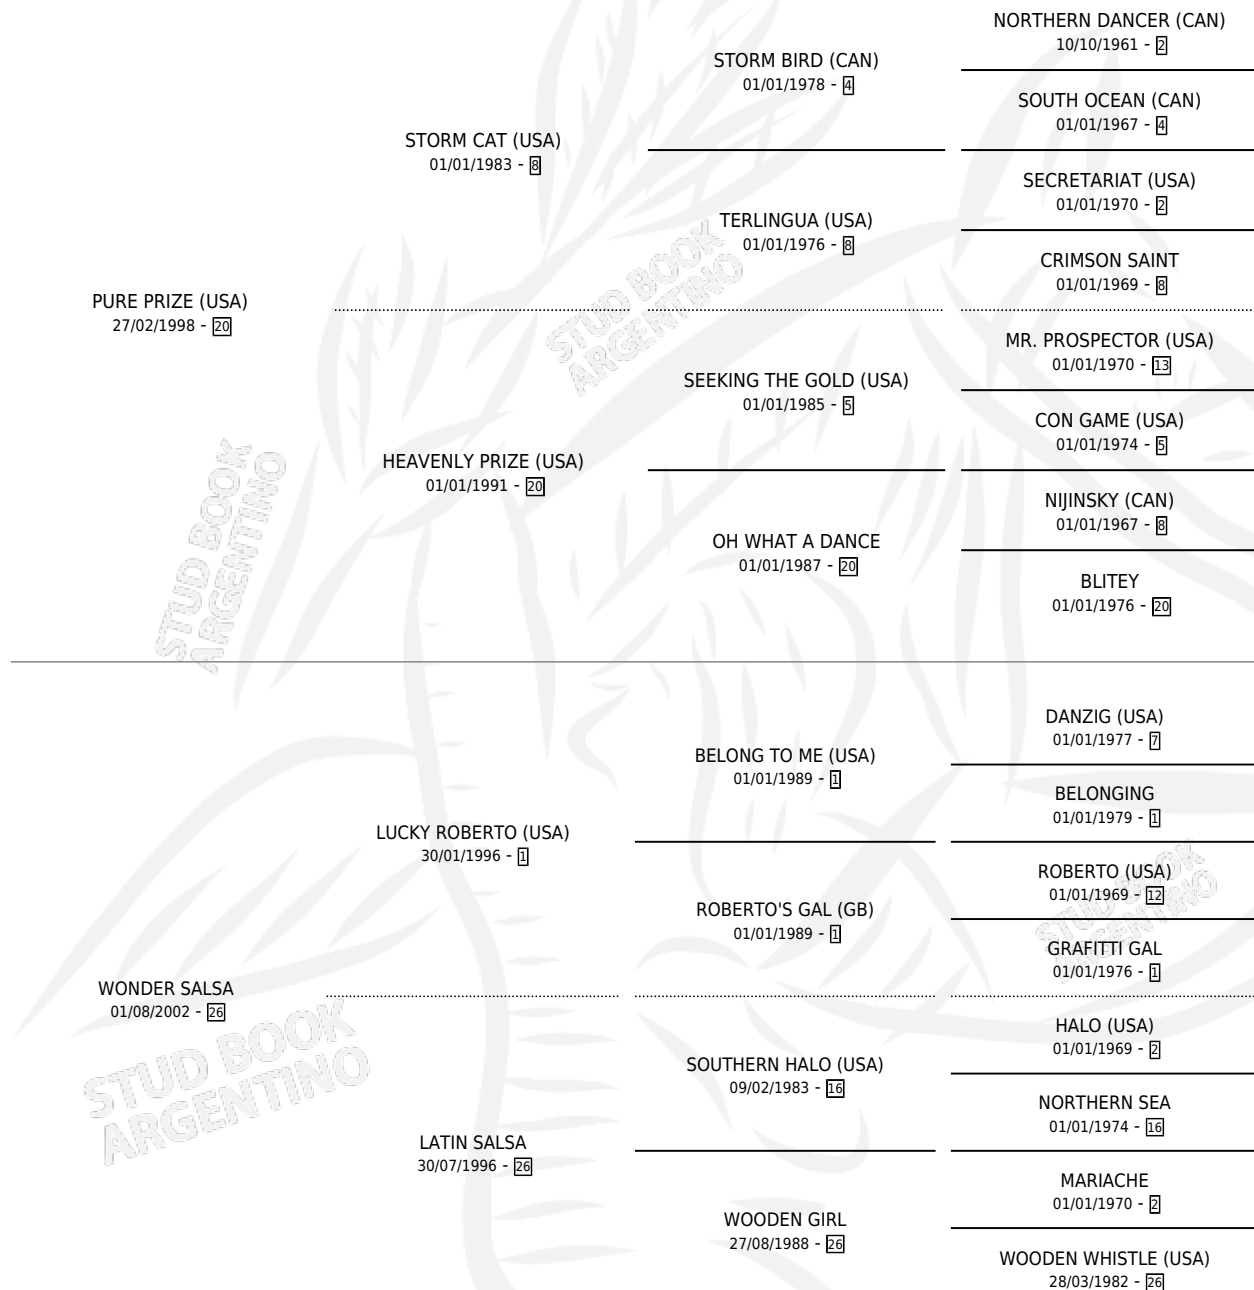 NORTHERN DANCER (CAN)
10/10/1961 - 2
STORM BIRD (CAN)
01/01/1978 - 4
SOUTH OCEAN (CAN)
01/01/1967 - 4
STORM CAT (USA)
01/01/1983 - 8
SECRETARIAT (USA)
01/01/1970 - 2
TERLINGUA (USA)
01/01/1976 - 8
CRIMSON SAINT
01/01/1969 - 8
PURE PRIZE (USA)
27/02/1998 - 20
MR. PROSPECTOR (USA)
01/01/1970 - 13
SEEKING THE GOLD (USA)
01/01/1985 - 5
CON GAME (USA)
01/01/1974 - 5
HEAVENLY PRIZE (USA)
01/01/1991 - 20
NIJINSKY (CAN)
01/01/1967 - 8
OH WHAT A DANCE
01/01/1987 - 20
BLITEY
01/01/1976 - 20
DANZIG (USA)
01/01/1977 - 7
BELONG TO ME (USA)
01/01/1989 - 1
BELONGING
01/01/1979 - 1
LUCKY ROBERTO (USA)
30/01/1996 - 1
ROBERTO (USA)
01/01/1969 - 12
ROBERTO'S GAL (GB)
01/01/1989 - 1
GRAFITTI GAL
01/01/1976 - 1
WONDER SALSA
01/08/2002 - 26
HALO (USA)
01/01/1969 - 2
SOUTHERN HALO (USA)
09/02/1983 - 16
NORTHERN SEA
01/01/1974 - 16
LATIN SALSA
30/07/1996 - 26
MARIACHE
01/01/1970 - 2
WOODEN GIRL
27/08/1988 - 26
WOODEN WHISTLE (USA)
28/03/1982 - 26
STUD BOOK
ARGENTINO
STUD BOOK
ARGENTINO
STUD BOOK
ARGENTINO
STUD BOOK
ARGENTINO